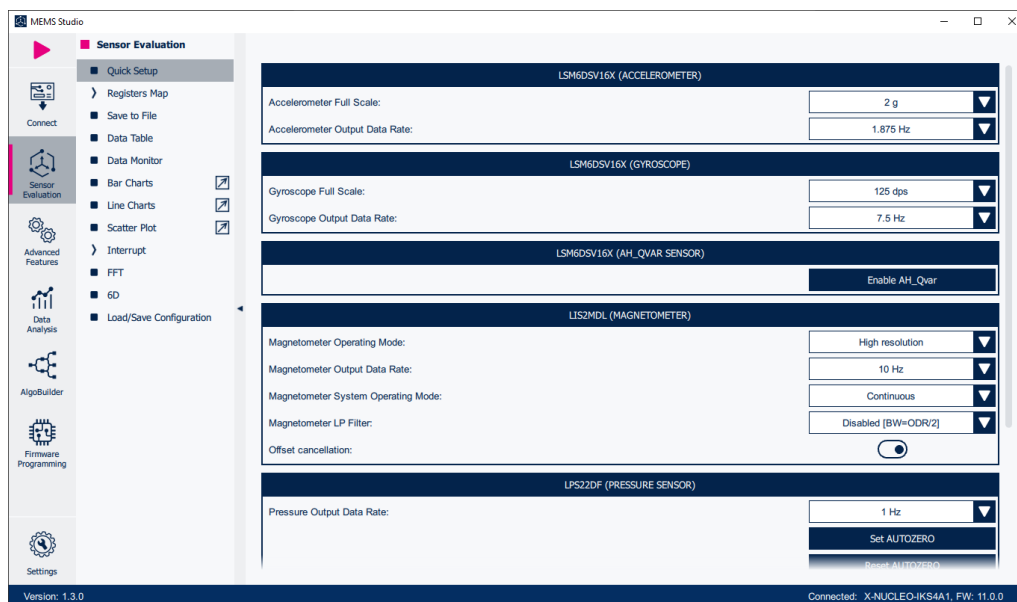 MEMS Studio
Connect
Sensor
Evaluation
Advanced
Features
Data
Analysis
AlgoBuilder
Firmware
Programming
Settings
Sensor Evaluation
Quick Setup
Registers Map
Save to File
Data Table
Data Monitor
Bar Charts
Line Charts
Scatter Plot
Interrupt
FFT
6D
Load/Save Configuration
LSM6DSV16X (ACCELEROMETER)
Accelerometer Full Scale: 2 g
Accelerometer Output Data Rate: 1.875 Hz
LSM6DSV16X (GYROSCOPE)
Gyroscope Full Scale: 125 dps
Gyroscope Output Data Rate: 7.5 Hz
LSM6DSV16X (AH_QVAR SENSOR)
Enable AH_Qvar
LIS2MDL (MAGNETOMETER)
Magnetometer Operating Mode: High resolution
Magnetometer Output Data Rate: 10 Hz
Magnetometer System Operating Mode: Continuous
Magnetometer LP Filter: Disabled [BW=ODR/2]
Offset cancellation:
LPS22DF (PRESSURE SENSOR)
Pressure Output Data Rate: 1 Hz
Set AUTOZERO
Reset AUTOZERO
Version: 1.3.0
Connected: X-NUCLEO-IKS4A1, FW: 11.0.0